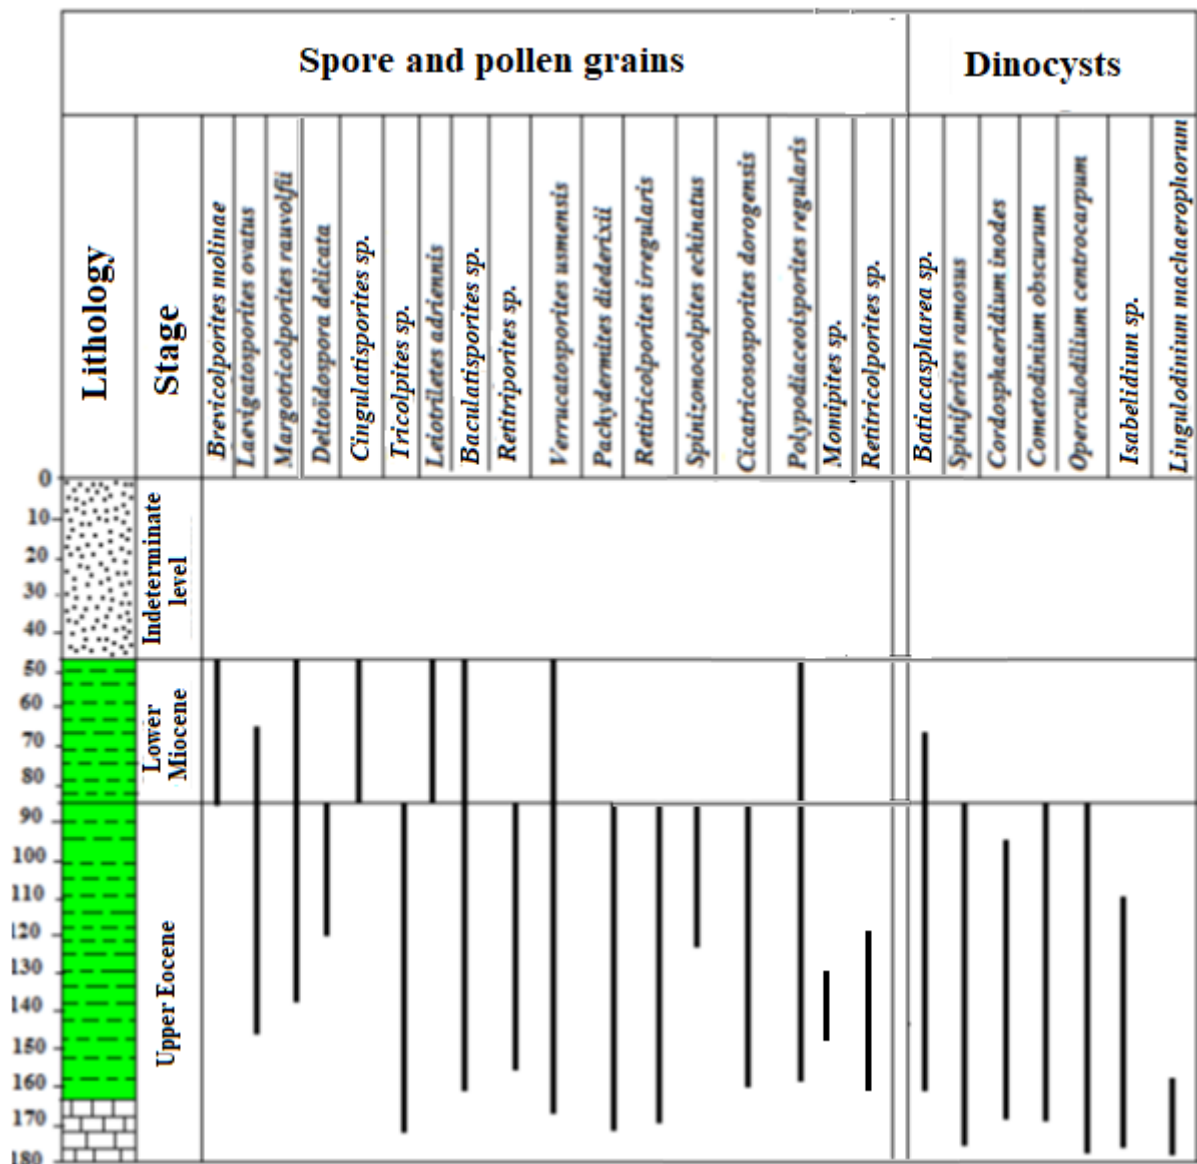 Spore and pollen grains
Dinocysts
Lithology
Stage
Brevicolporites molinae
Laevigatosporites ovatus
Margotricolporites rauvolfii
Deltoidospora delicata
Cingulatisporites sp.
Tricolpites sp.
Leiotriletes adriennis
Baculatisporites sp.
Retitriporites sp.
Verrucatosporites usmensis
Pachydermites diederixii
Retitricolporites irregularis
Spinizonocolpites echinatus
Cicatricososporites dorogensis
Polypodiaceoisporites regularis
Momipites sp.
Retitricolporites sp.
Batiacasphaera sp.
Spiniferites ramosus
Cordosphaeridium inodes
Cometodinium obscurum
Operculodilium centrocarpum
Isabelidium sp.
Lingulodinium machaerophorum
0
10
20
30
40
50
60
70
80
90
100
110
120
130
140
150
160
170
180
Indeterminate
level
Lower
Miocene
Upper Eocene